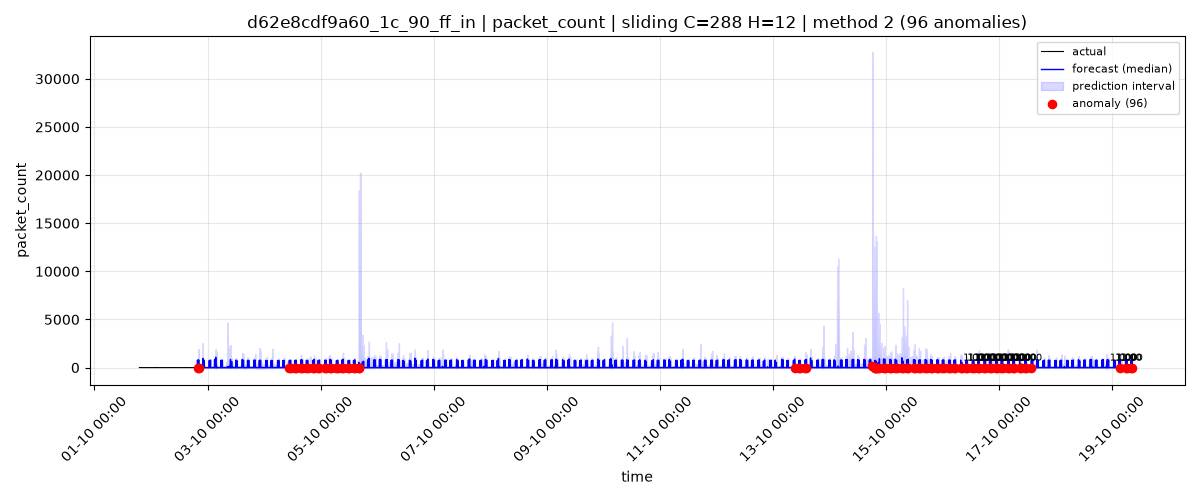 d62e8cdf9a60_1c_90_ff_in | packet_count | sliding C=288 H=12 | method 2 (96 anomalies)
actual
forecast (median)
prediction interval
anomaly (96)
packet_count
30000
25000
20000
15000
10000
5000
0
01-10 00:00
03-10 00:00
05-10 00:00
07-10 00:00
09-10 00:00
11-10 00:00
13-10 00:00
15-10 00:00
17-10 00:00
19-10 00:00
time